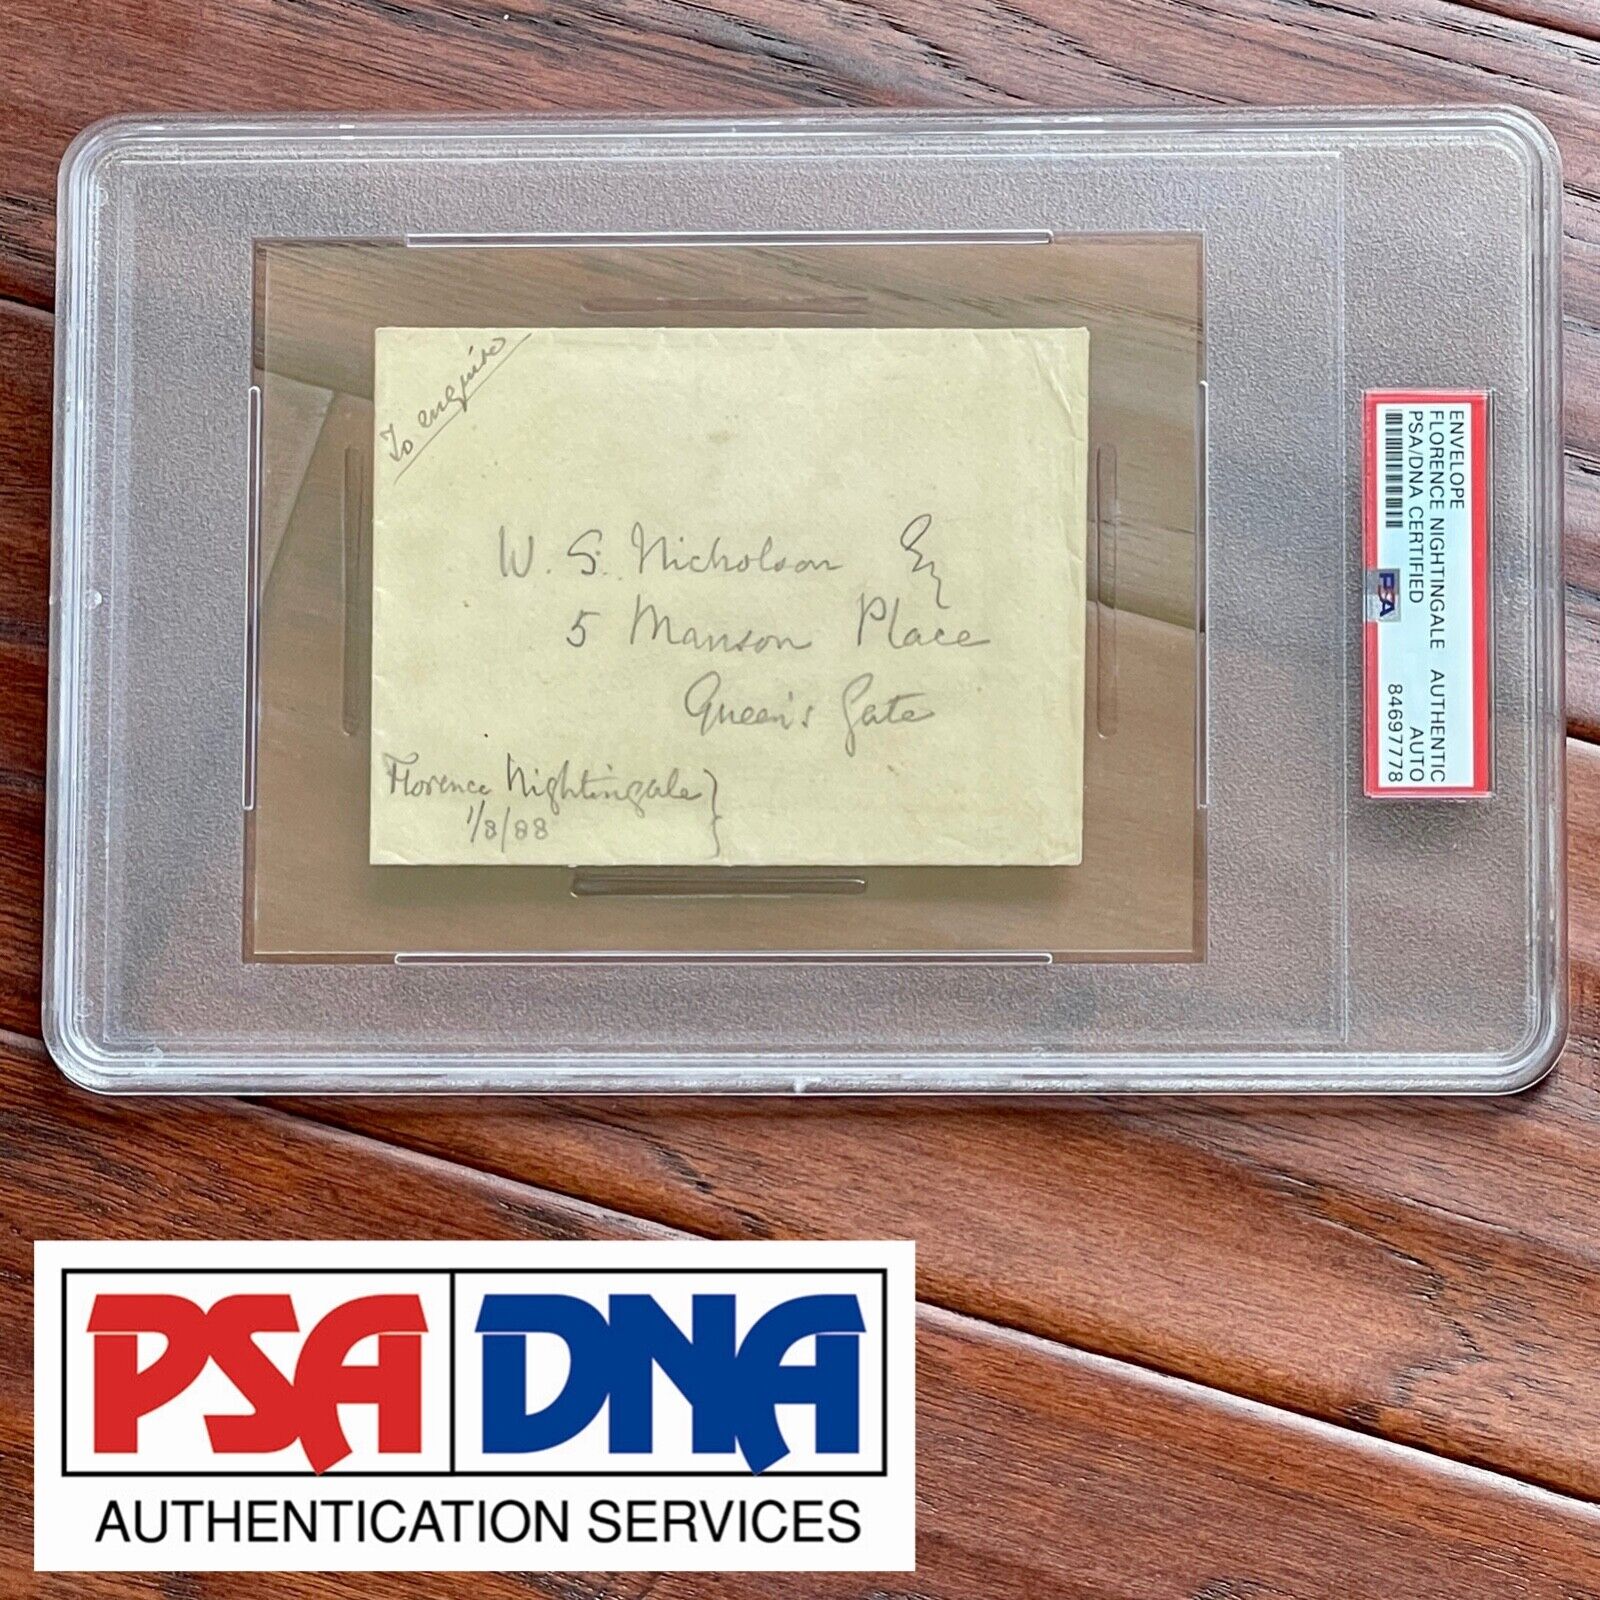 To enquire
W. S. Nicholson Esq
5 Manson Place
Queen's Gate
Florence Nightingale }
1/8/88
ENVELOPE
FLORENCE NIGHTINGALE AUTHENTIC
PSA/DNA CERTIFIED AUTO
84697778
PSA
PSA DNA
AUTHENTICATION SERVICES